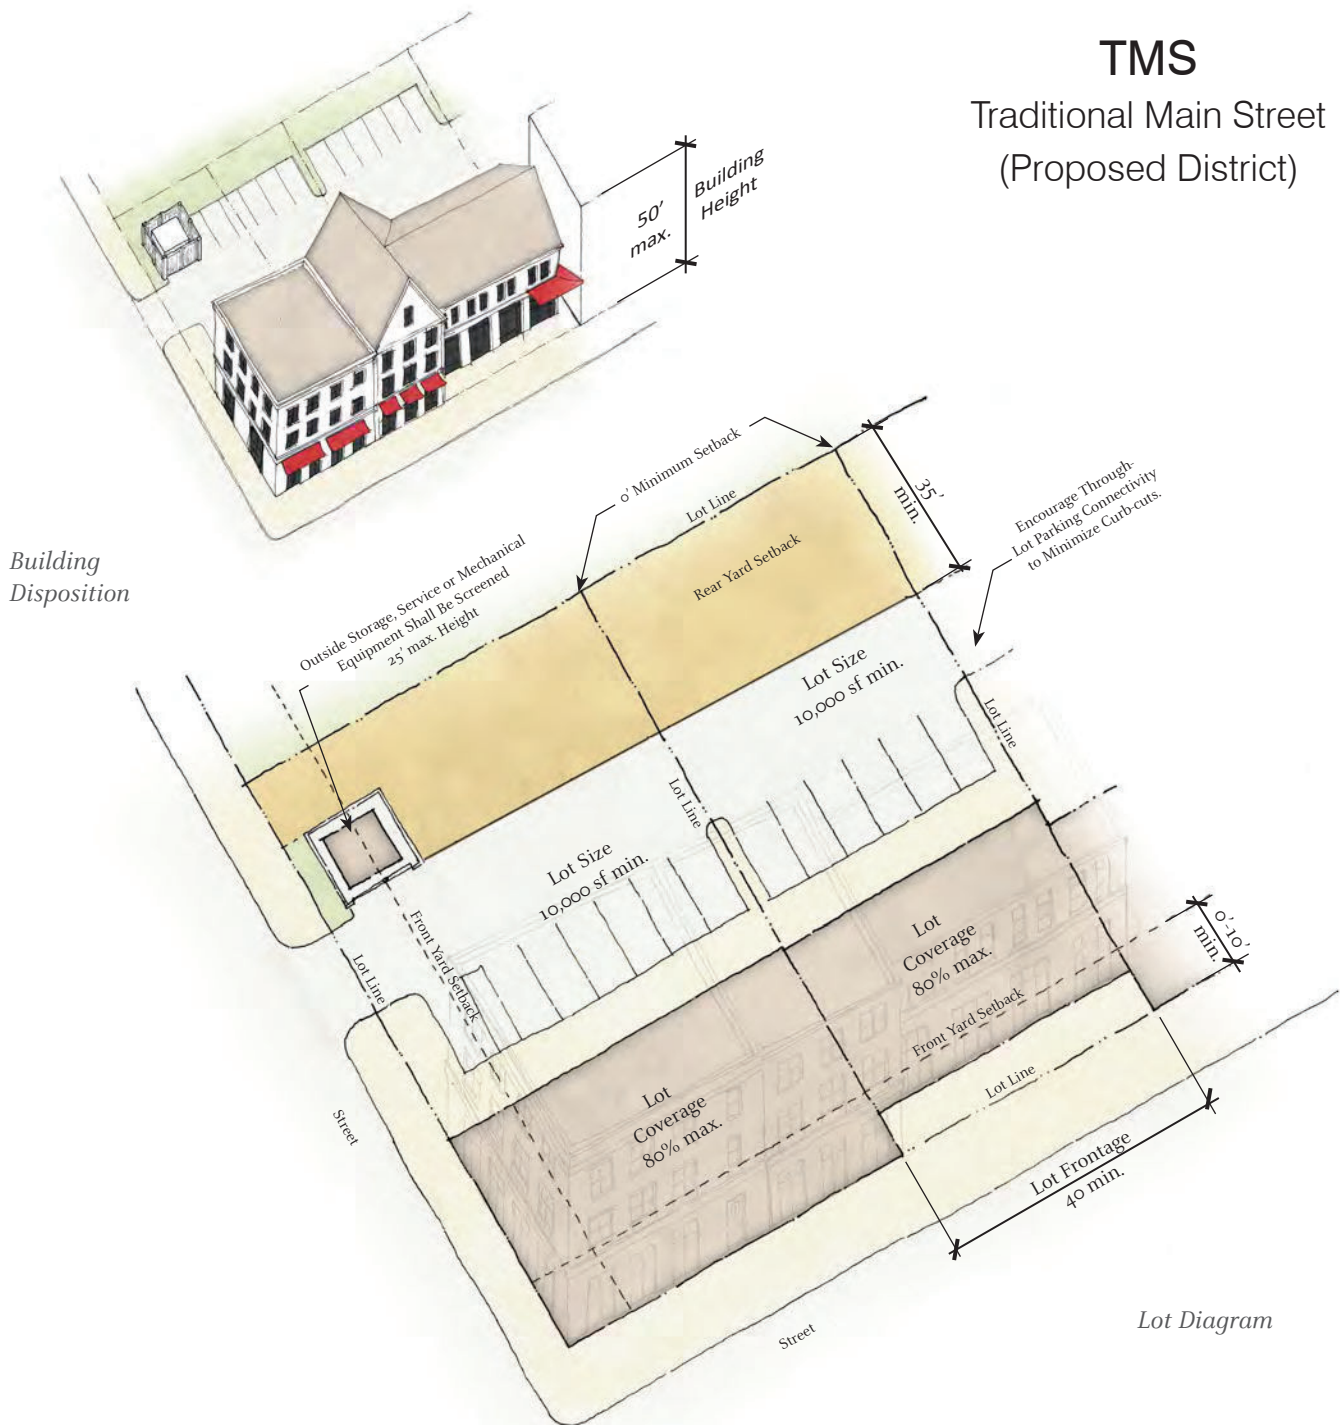 TMS
Traditional Main Street
(Proposed District)
50'
max.
Building
Height
Building
Disposition
0' Minimum Setback
Lot Line
35'
min.
Encourage Through-
Lot Parking Connectivity
to Minimize Curb-cuts.
Outside Storage, Service or Mechanical
Equipment Shall Be Screened
25' max. Height
Rear Yard Setback
Lot Size
10,000 sf min.
Lot Line
Lot Line
Lot Size
10,000 sf min.
Front Yard Setback
Lot Line
Lot
Coverage
80% max.
0'-10'
min.
Front Yard Setback
Lot Line
Lot
Coverage
80% max.
Street
Lot Frontage
40 min.
Street
Lot Diagram